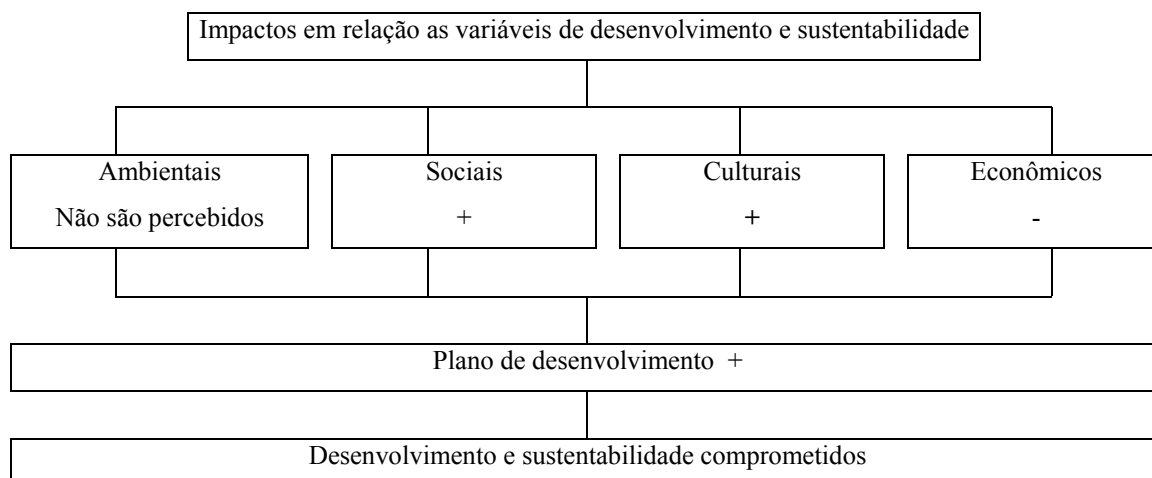 Impactos em relação as variáveis de desenvolvimento e sustentabilidade
Ambientais
Não são percebidos
Sociais
+
Culturais
+
Econômicos
-
Plano de desenvolvimento +
Desenvolvimento e sustentabilidade comprometidos